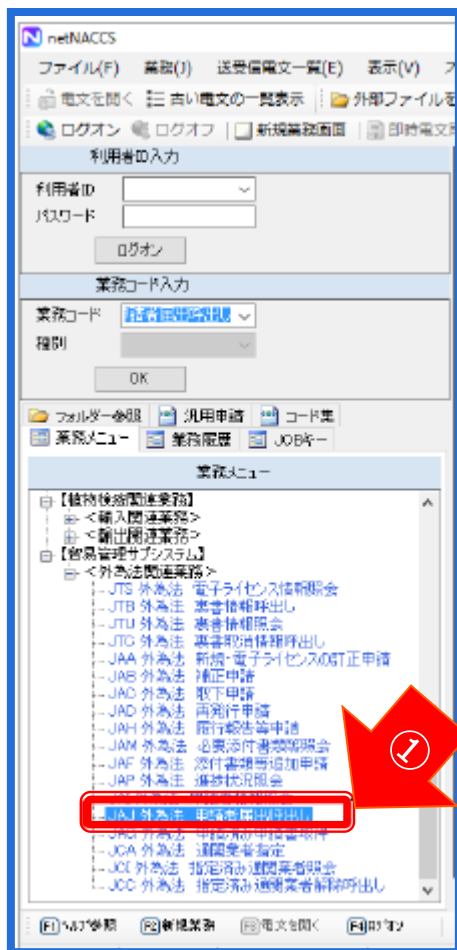 netNACCS
ファイル(F) 業務(J) 送受信電文一覧(E) 表示(V)
電文を開く 古い電文の一覧表示 外部ファイルを
ログオン ログオフ 新規業務画面 即時電文
利用者ID入力
利用者ID
パスワード
ログオン
業務コード入力
業務コード 申請者届出呼出し
種別
OK
フォルダー参照 汎用申請 コード集
業務メニュー 業務履歴 JOBキー
業務メニュー
【植物検疫関連業務】
<輸入関連業務>
<輸出関連業務>
【貿易管理サブシステム】
<外為法関連業務>
JTS 外為法 電子ライセンス情報照会
JTB 外為法 裏書情報呼出し
JTU 外為法 裏書情報照会
JTC 外為法 裏書取消情報呼出し
JAA 外為法 新規・電子ライセンスの訂正申請
JAB 外為法 補正申請
JAC 外為法 取下申請
JAD 外為法 再発行申請
JAH 外為法 履行報告等申請
JAM 外為法 必要添付書類等照会
JAF 外為法 添付書類等追加申請
JAP 外為法 進捗状況照会
JAJ 外為法 申請者届出呼出し
①
JCA 外為法 通関業者指定
JCI 外為法 指定済み通関業者照会
JCC 外為法 指定済み通関業者解除呼出し
F1 ヘルプ参照 F2 新規業務 F3 電文を開く F4 ログオン